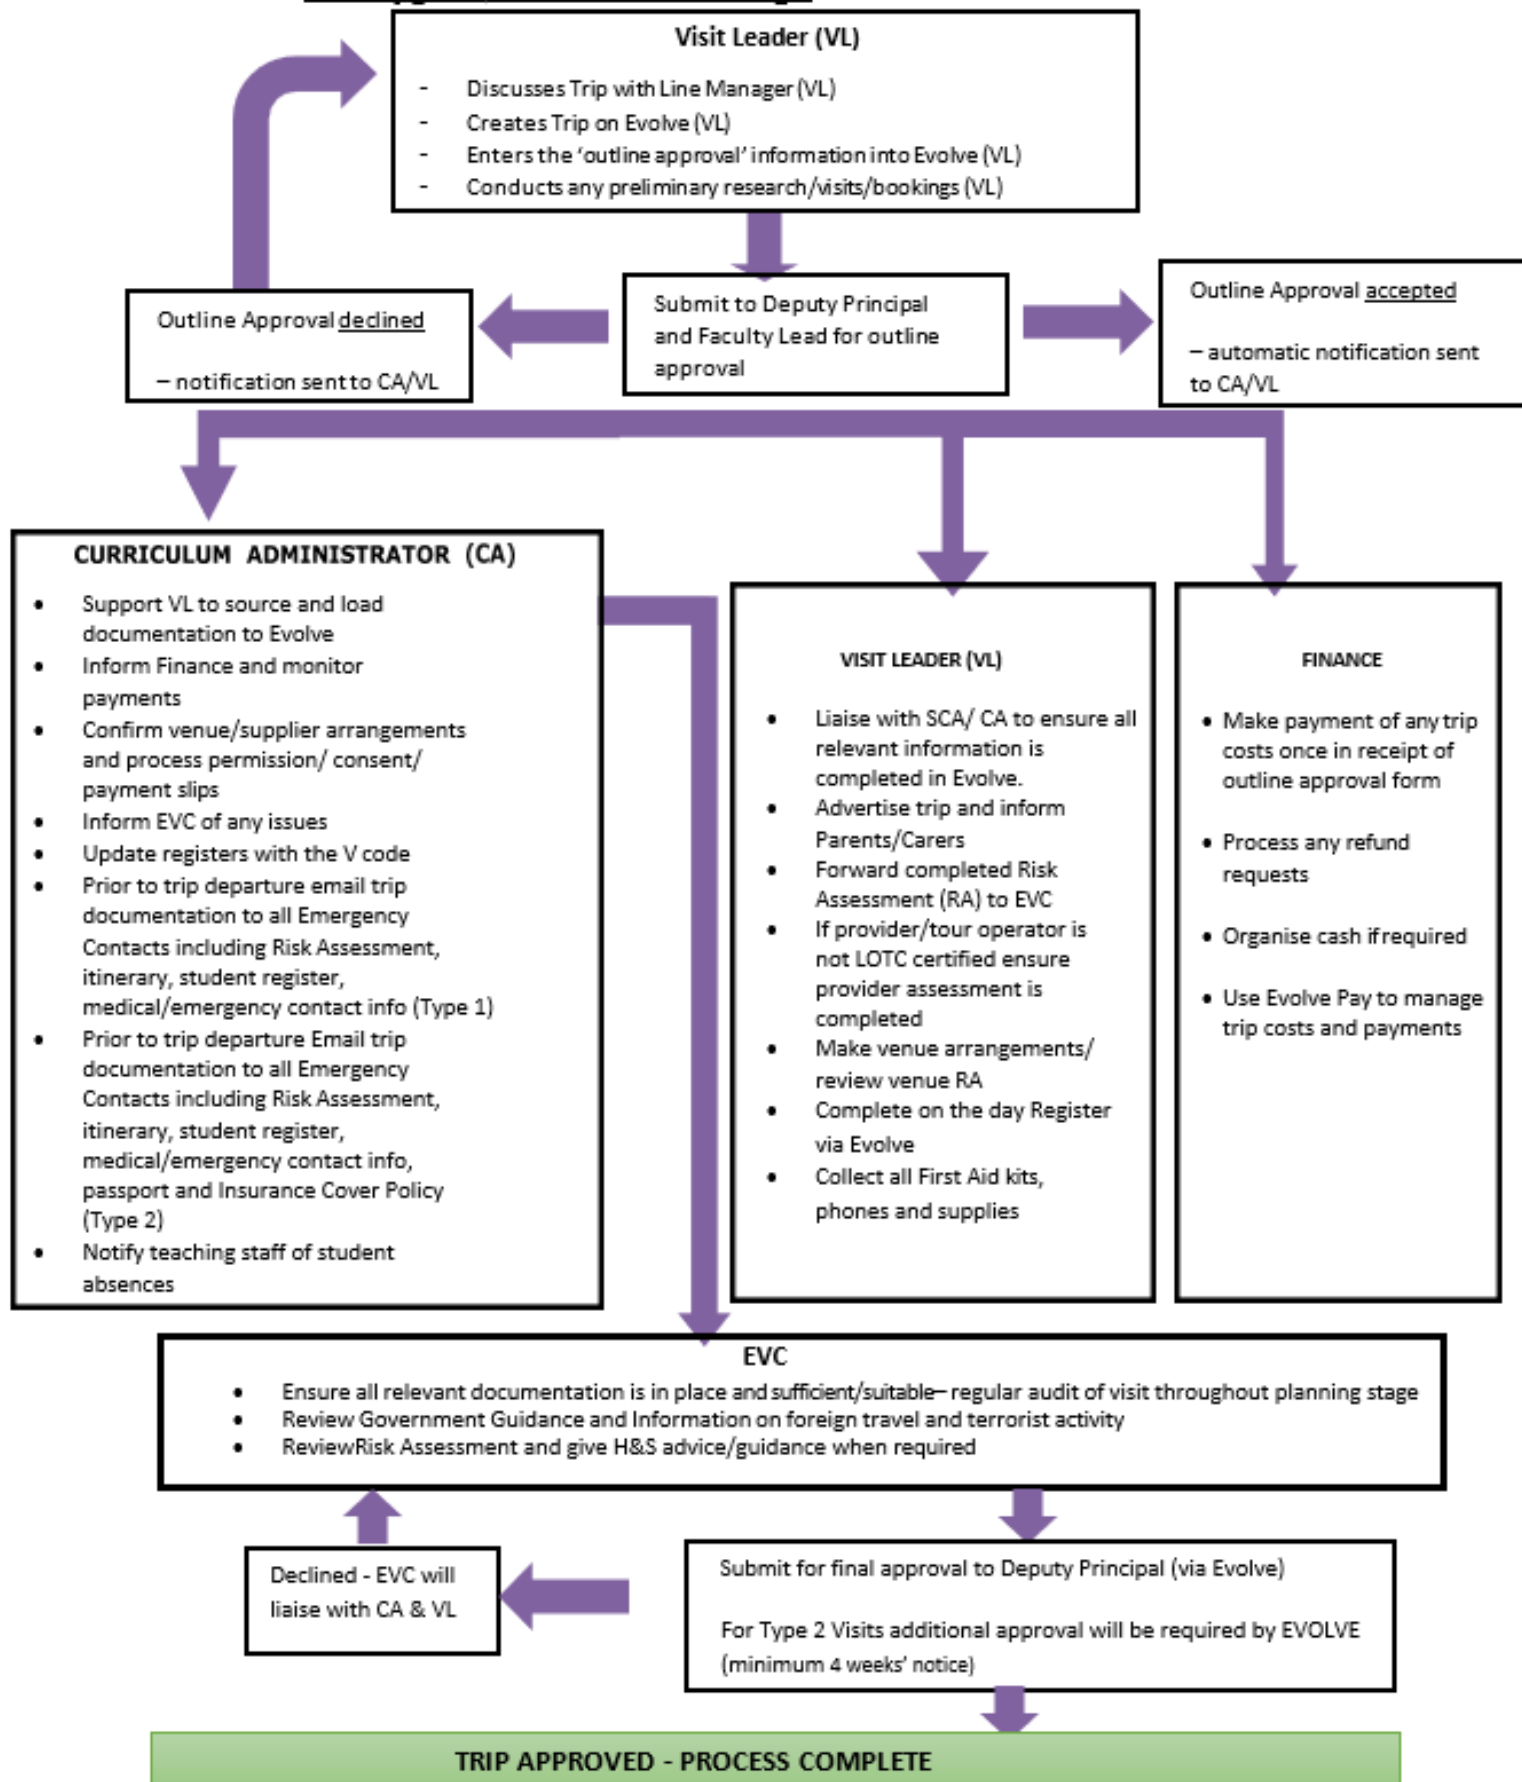 Visit Leader (VL)
- Discusses Trip with Line Manager (VL)
- Creates Trip on Evolve (VL)
- Enters the ‘outline approval’ information into Evolve (VL)
- Conducts any preliminary research/visits/bookings (VL)
Outline Approval declined
– notification sent to CA/VL
Submit to Deputy Principal
and Faculty Lead for outline
approval
Outline Approval accepted
– automatic notification sent
to CA/VL
CURRICULUM ADMINISTRATOR (CA)
• Support VL to source and load
documentation to Evolve
• Inform Finance and monitor
payments
• Confirm venue/supplier arrangements
and process permission/ consent/
payment slips
• Inform EVC of any issues
• Update registers with the V code
• Prior to trip departure email trip
documentation to all Emergency
Contacts including Risk Assessment,
itinerary, student register,
medical/emergency contact info (Type 1)
• Prior to trip departure Email trip
documentation to all Emergency
Contacts including Risk Assessment,
itinerary, student register,
medical/emergency contact info,
passport and Insurance Cover Policy
(Type 2)
• Notify teaching staff of student
absences
VISIT LEADER (VL)
• Liaise with SCA/ CA to ensure all
relevant information is
completed in Evolve.
• Advertise trip and inform
Parents/Carers
• Forward completed Risk
Assessment (RA) to EVC
• If provider/tour operator is
not LOTC certified ensure
provider assessment is
completed
• Make venue arrangements/
review venue RA
• Complete on the day Register
via Evolve
• Collect all First Aid kits,
phones and supplies
FINANCE
• Make payment of any trip
costs once in receipt of
outline approval form
• Process any refund
requests
• Organise cash if required
• Use Evolve Pay to manage
trip costs and payments
EVC
• Ensure all relevant documentation is in place and sufficient/suitable– regular audit of visit throughout planning stage
• Review Government Guidance and Information on foreign travel and terrorist activity
• ReviewRisk Assessment and give H&S advice/guidance when required
Declined - EVC will
liaise with CA & VL
Submit for final approval to Deputy Principal (via Evolve)
For Type 2 Visits additional approval will be required by EVOLVE
(minimum 4 weeks’ notice)
TRIP APPROVED - PROCESS COMPLETE